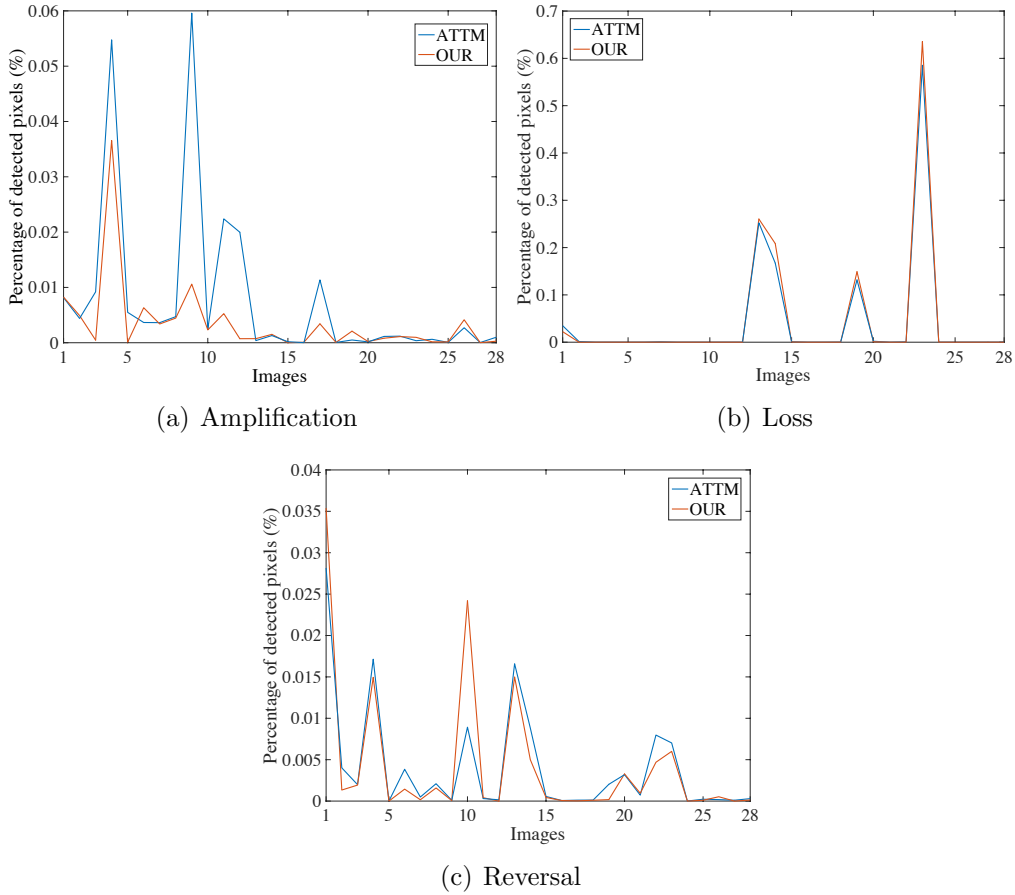 0.06
0.05
0.04
0.03
0.02
0.01
0
Percentage of detected pixels (%)
1 5 10 15 20 25 28
Images
ATTM
OUR
(a) Amplification
0.7
0.6
0.5
0.4
0.3
0.2
0.1
0
Percentage of detected pixels (%)
1 5 10 15 20 25 28
Images
ATTM
OUR
(b) Loss
0.04
0.035
0.03
0.025
0.02
0.015
0.01
0.005
0
Percentage of detected pixels (%)
1 5 10 15 20 25 28
Images
ATTM
OUR
(c) Reversal